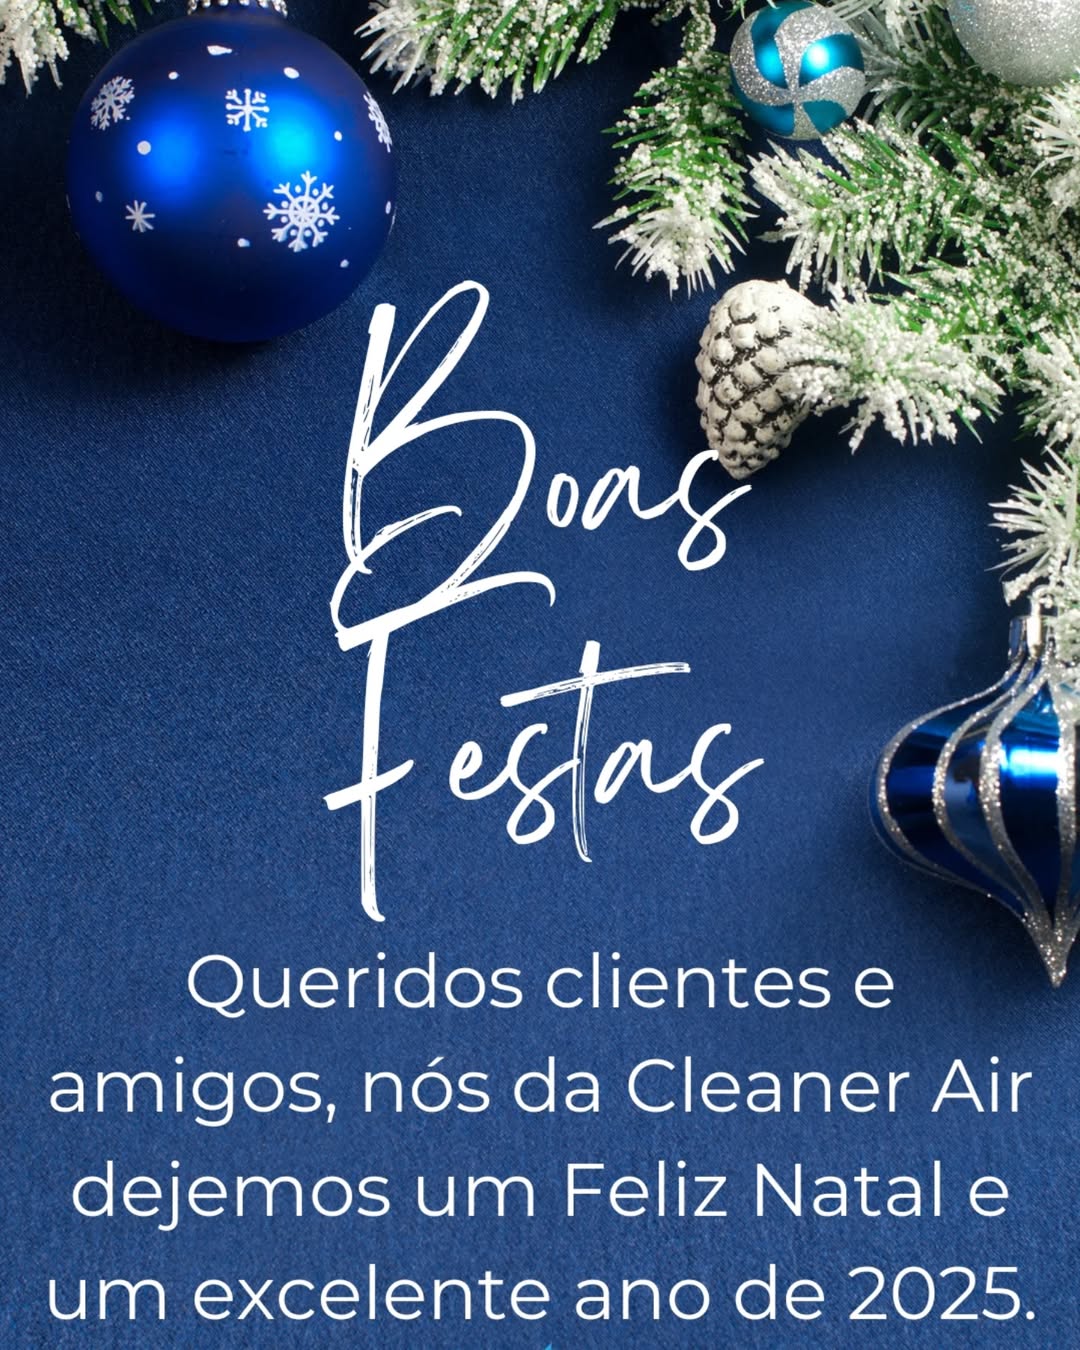 Boas
Festas
Queridos clientes e
amigos, nós da Cleaner Air
dejemos um Feliz Natal e
um excelente ano de 2025.